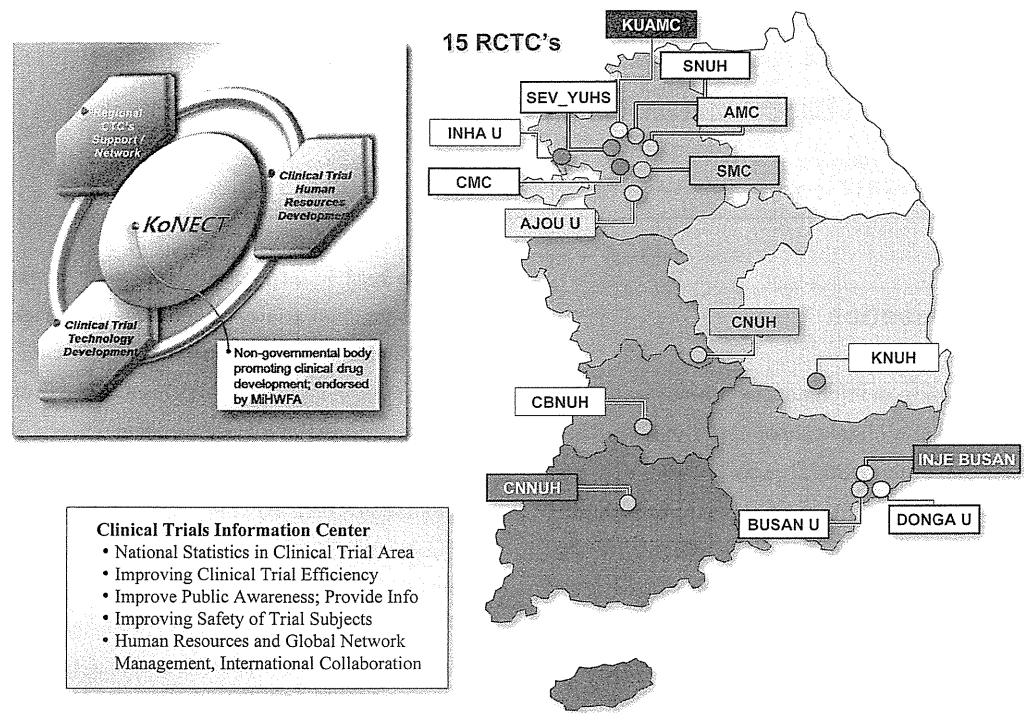 15 RCTC's
KUAMC
SNUH
SEV_YUHS
AMC
INHA U
CMC
SMC
AJOU U
CNUH
KNUH
CBNUH
INJE BUSAN
CNNUH
BUSAN U
DONGA U
Regional
CTC's
Support /
Network
Clinical Trial
Human
Resources
Development
KoNECT
Clinical Trial
Technology
Development
Non-governmental body
promoting clinical drug
development; endorsed
by MiHWFA
Clinical Trials Information Center
• National Statistics in Clinical Trial Area
• Improving Clinical Trial Efficiency
• Improve Public Awareness; Provide Info
• Improving Safety of Trial Subjects
• Human Resources and Global Network
Management, International Collaboration